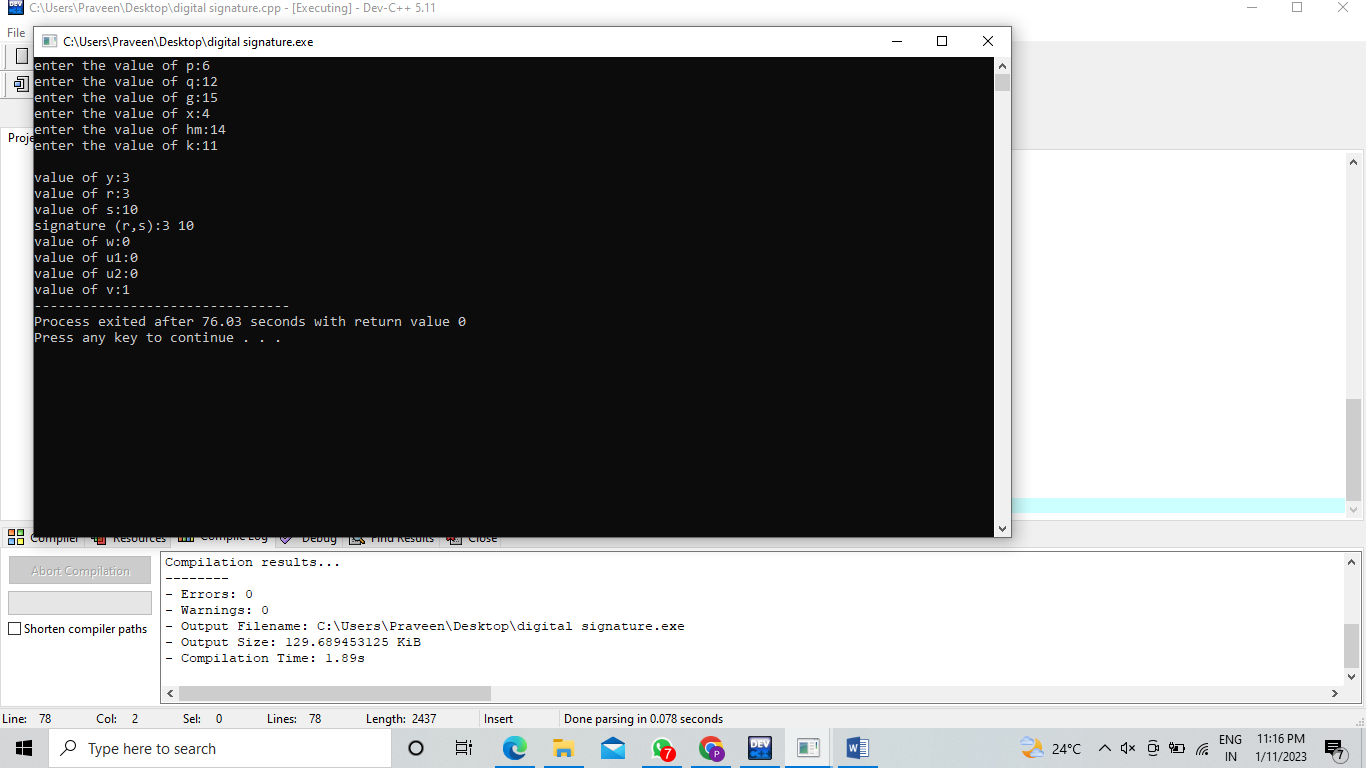 C:\Users\Praveen\Desktop\digital signature.cpp - [Executing] - Dev-C++ 5.11
File
C:\Users\Praveen\Desktop\digital signature.exe
enter the value of p:6
enter the value of q:12
enter the value of g:15
enter the value of x:4
enter the value of hm:14
enter the value of k:11
value of y:3
value of r:3
value of s:10
signature (r,s):3 10
value of w:0
value of u1:0
value of u2:0
value of v:1
--------------------------------
Process exited after 76.03 seconds with return value 0
Press any key to continue . . .
Proje
Compiler Resources Compile Log Debug Find Results Close
Abort Compilation
Shorten compiler paths
Compilation results...
--------
- Errors: 0
- Warnings: 0
- Output Filename: C:\Users\Praveen\Desktop\digital signature.exe
- Output Size: 129.689453125 KiB
- Compilation Time: 1.89s
Line: 78 Col: 2 Sel: 0 Lines: 78 Length: 2437 Insert Done parsing in 0.078 seconds
Type here to search
7
P
DEV
W
24°C
ENG
IN
11:16 PM
1/11/2023
7